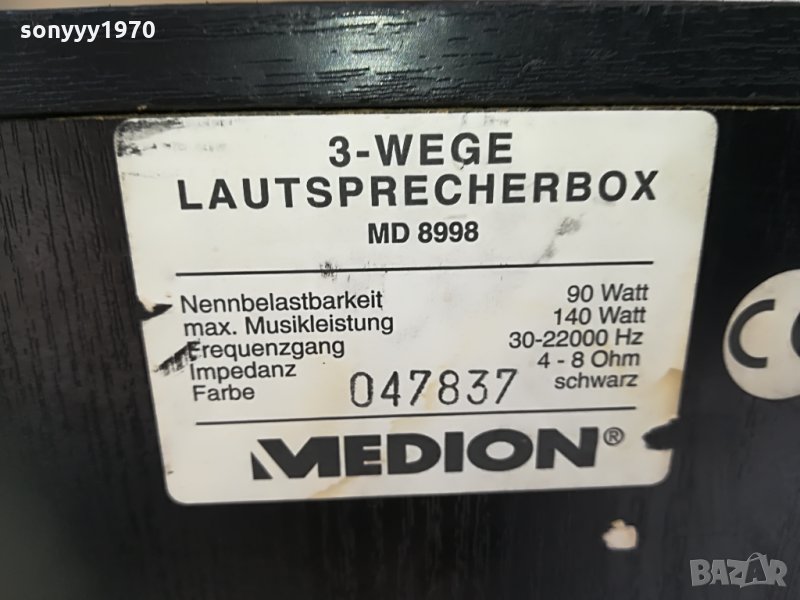 sonyyy1970
3-WEGE
LAUTSPRECHERBOX
MD 8998
Nennbelastbarkeit 90 Watt
max. Musikleistung 140 Watt
Frequenzgang 30-22000 Hz
Impedanz 4 - 8 Ohm
Farbe 047837 schwarz
MEDION®
BAZAR